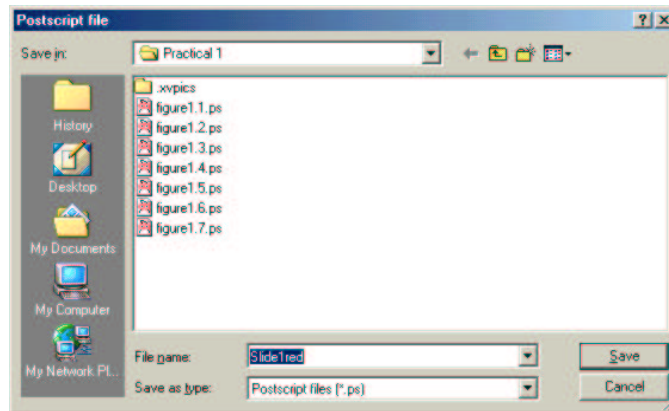 Postscript file
Save in:
Practical 1
.xvpics
figure1.1.ps
figure1.2.ps
figure1.3.ps
figure1.4.ps
figure1.5.ps
figure1.6.ps
figure1.7.ps
History
Desktop
My Documents
My Computer
My Network Pl...
File name:
Slide1red
Save
Save as type:
Postscript files (*.ps)
Cancel